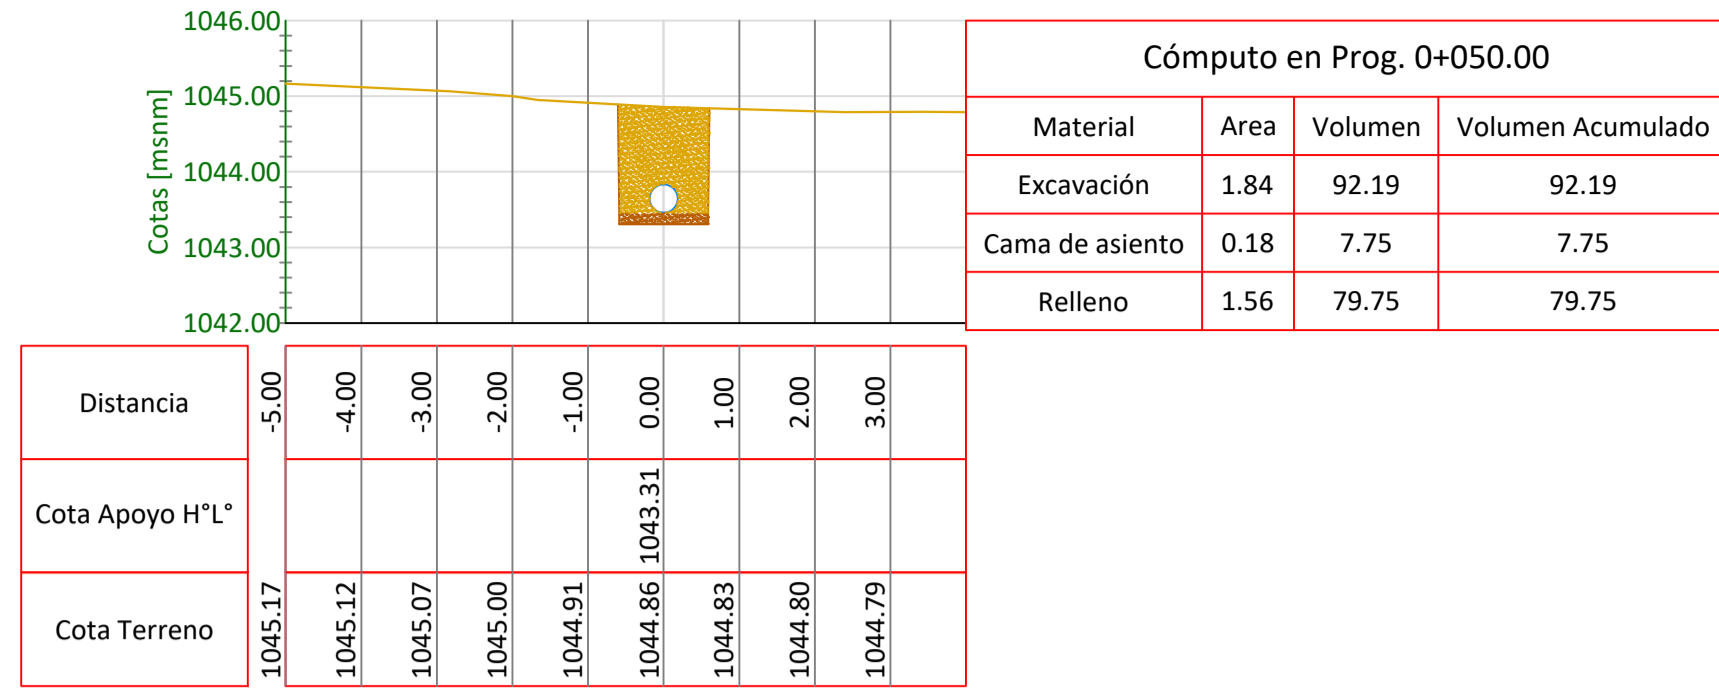 1046.00
1045.00
1044.00
1043.00
1042.00
Cotas [msnm]
Cómputo en Prog. 0+050.00
Material Area Volumen Volumen Acumulado
Excavación 1.84 92.19 92.19
Cama de asiento 0.18 7.75 7.75
Relleno 1.56 79.75 79.75
Distancia -5.00 -4.00 -3.00 -2.00 -1.00 0.00 1.00 2.00 3.00
Cota Apoyo H°L° 1043.31
Cota Terreno 1045.17 1045.12 1045.07 1045.00 1044.91 1044.86 1044.83 1044.80 1044.79